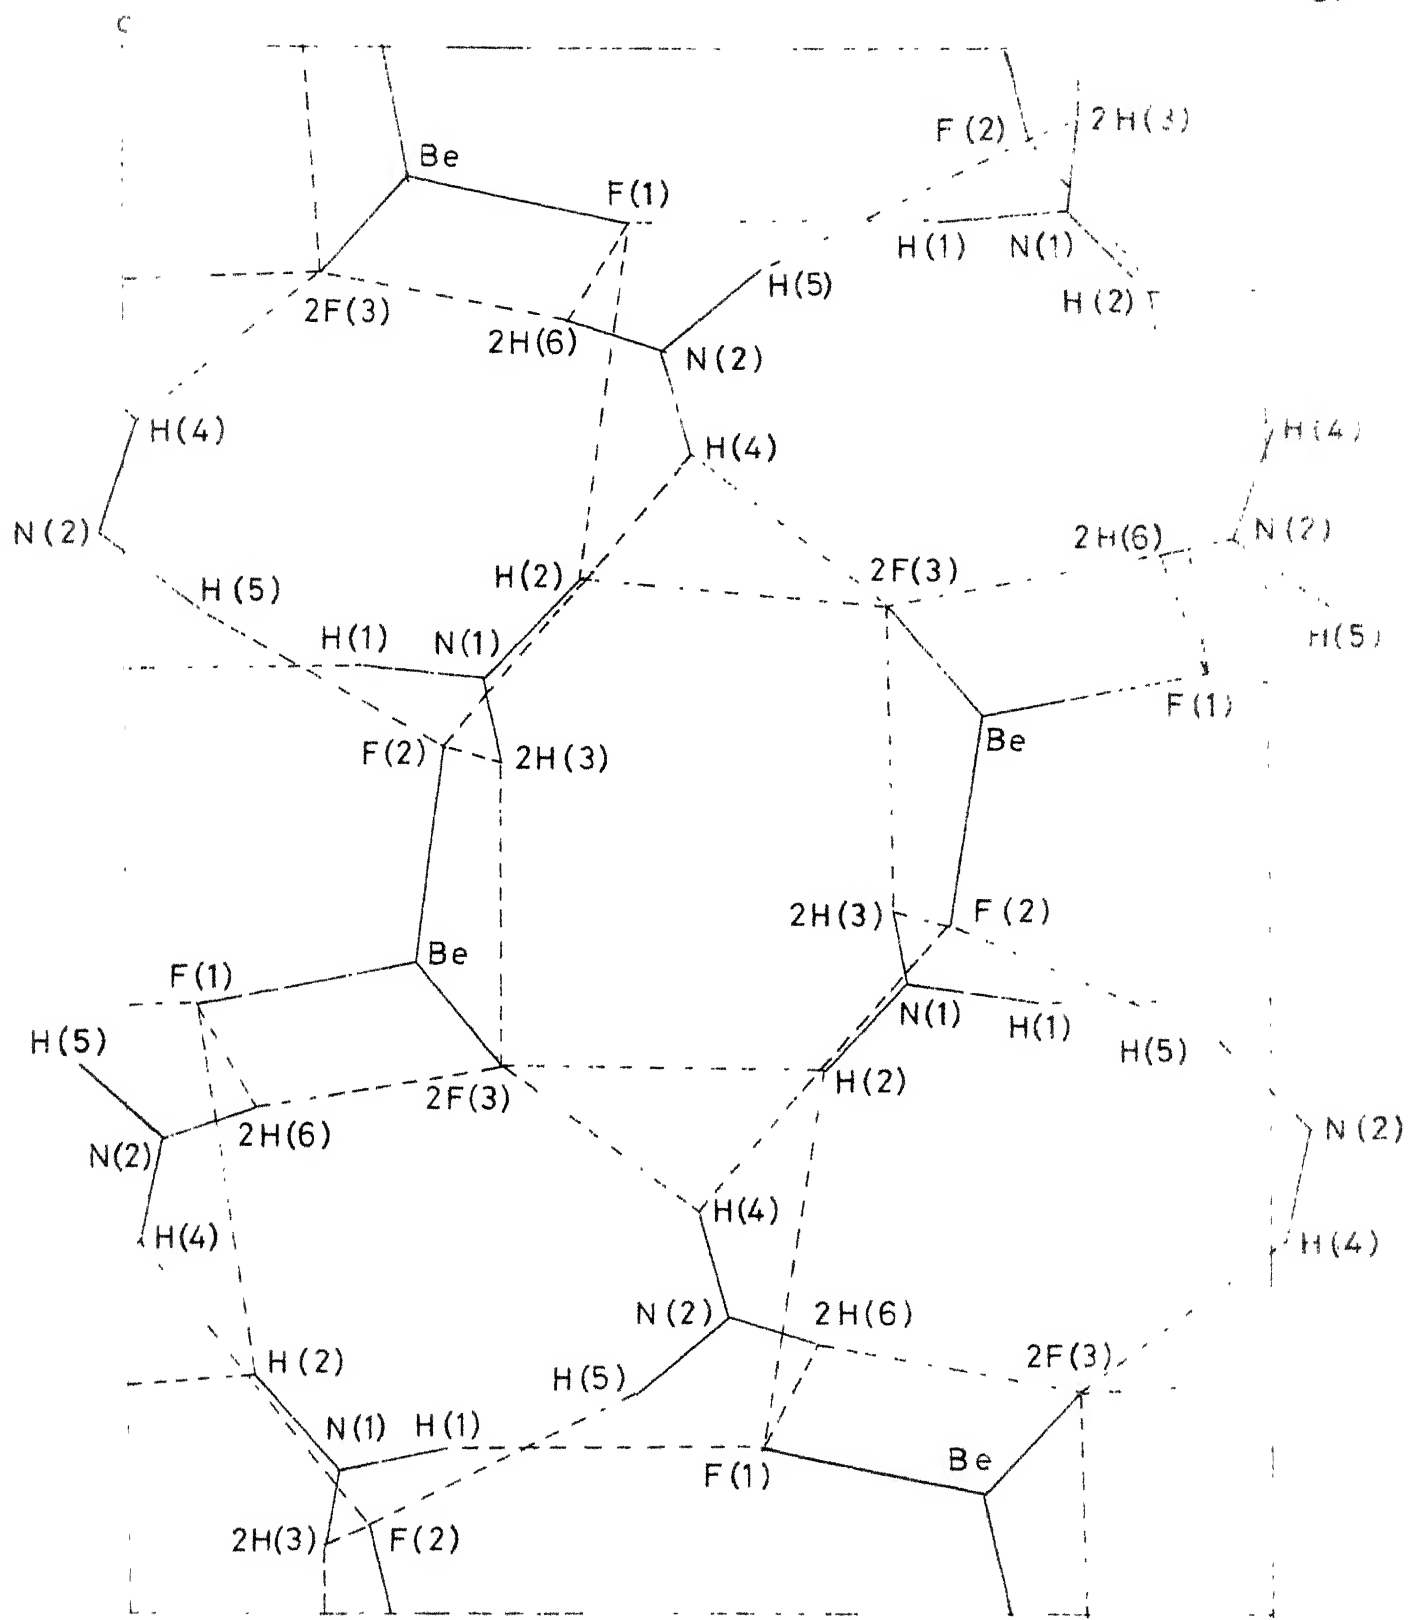 c
Be
F(2)
2H(3)
F(1)
H(1)
N(1)
H(5)
H(2)
2F(3)
2H(6)
N(2)
H(4)
H(4)
H(4)
N(2)
2H(6)
N(2)
H(2)
2F(3)
H(5)
H(1)
N(1)
H(5)
F(1)
F(2)
2H(3)
Be
2H(3)
F(2)
Be
F(1)
N(1)
H(1)
H(5)
H(5)
2F(3)
H(2)
2H(6)
N(2)
N(2)
H(4)
H(4)
H(4)
N(2)
2H(6)
H(2)
2F(3)
H(5)
N(1)
H(1)
Be
F(1)
2H(3)
F(2)